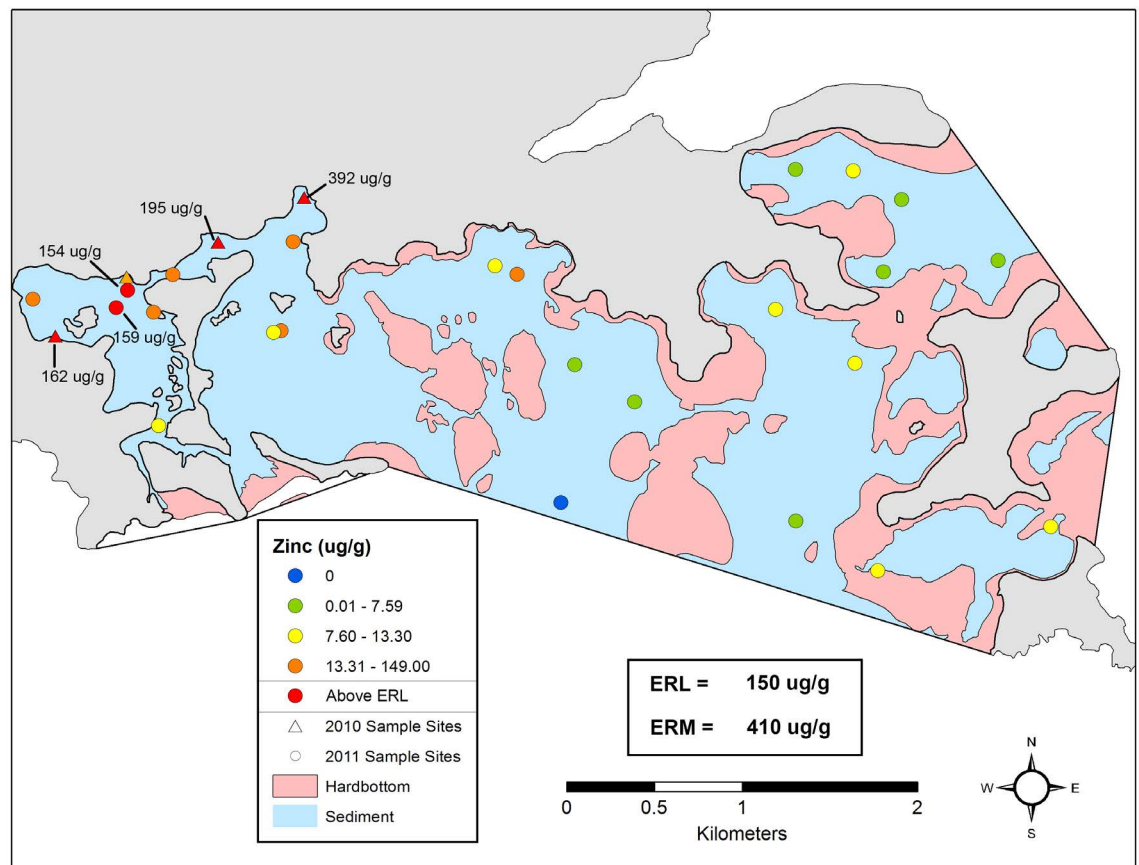 392 ug/g
195 ug/g
154 ug/g
159 ug/g
162 ug/g
Zinc (ug/g)
0
0.01 - 7.59
7.60 - 13.30
13.31 - 149.00
Above ERL
2010 Sample Sites
2011 Sample Sites
Hardbottom
Sediment
ERL = 150 ug/g
ERM = 410 ug/g
0 0.5 1 2
Kilometers
N
W E
S